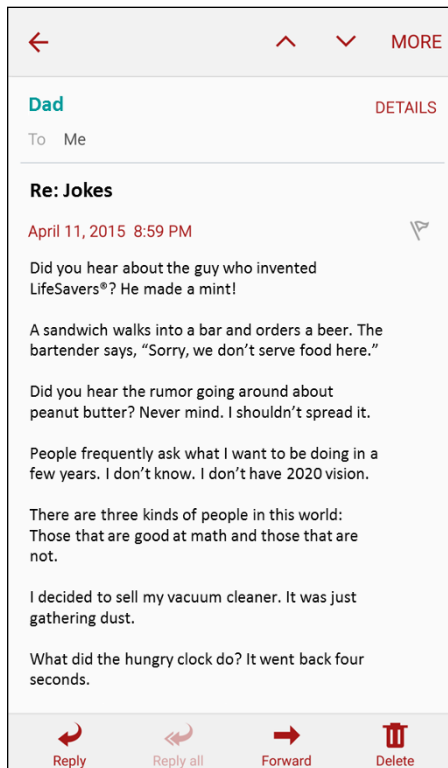 MORE
Dad
DETAILS
To Me
Re: Jokes
April 11, 2015 8:59 PM
Did you hear about the guy who invented
LifeSavers®? He made a mint!
A sandwich walks into a bar and orders a beer. The
bartender says, “Sorry, we don’t serve food here.”
Did you hear the rumor going around about
peanut butter? Never mind. I shouldn’t spread it.
People frequently ask what I want to be doing in a
few years. I don’t know. I don’t have 2020 vision.
There are three kinds of people in this world:
Those that are good at math and those that are
not.
I decided to sell my vacuum cleaner. It was just
gathering dust.
What did the hungry clock do? It went back four
seconds.
Reply Reply all Forward Delete